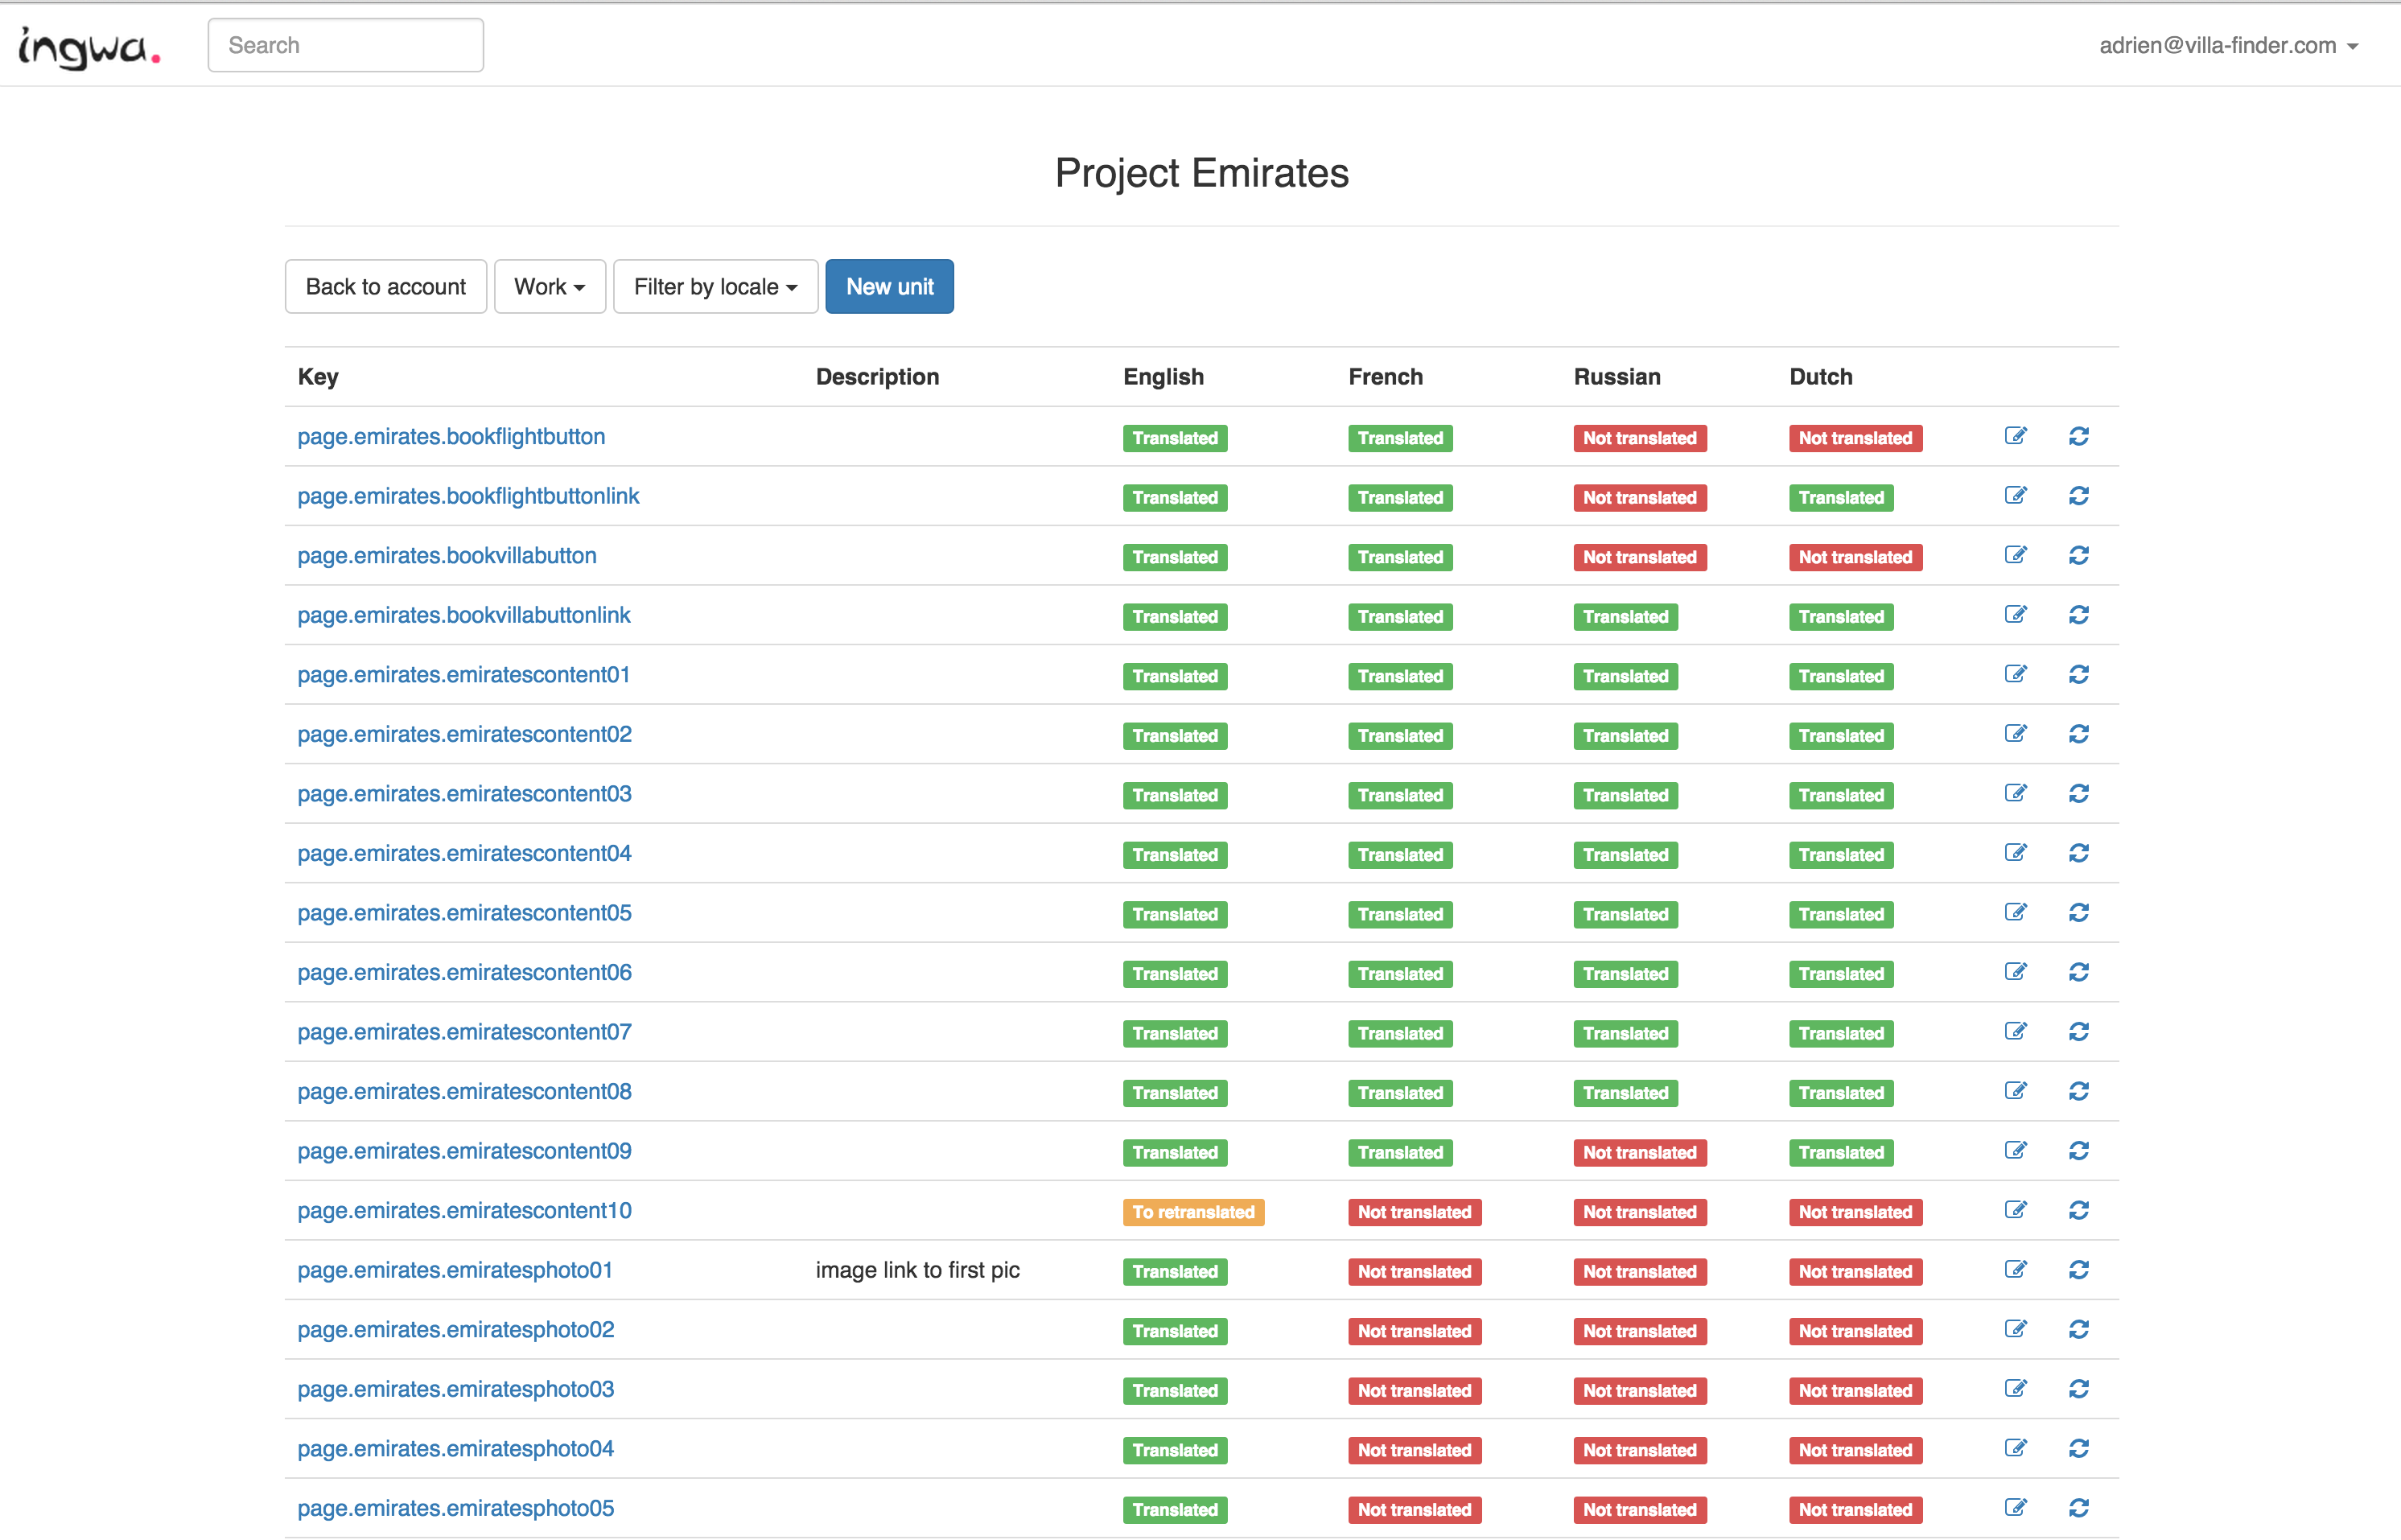 ingwa.
Search
adrien@villa-finder.com
Project Emirates
Back to account Work Filter by locale New unit
Key Description English French Russian Dutch
page.emirates.bookflightbutton Translated Translated Not translated Not translated
page.emirates.bookflightbuttonlink Translated Translated Not translated Translated
page.emirates.bookvillabutton Translated Translated Not translated Not translated
page.emirates.bookvillabuttonlink Translated Translated Translated Translated
page.emirates.emiratescontent01 Translated Translated Translated Translated
page.emirates.emiratescontent02 Translated Translated Translated Translated
page.emirates.emiratescontent03 Translated Translated Translated Translated
page.emirates.emiratescontent04 Translated Translated Translated Translated
page.emirates.emiratescontent05 Translated Translated Translated Translated
page.emirates.emiratescontent06 Translated Translated Translated Translated
page.emirates.emiratescontent07 Translated Translated Translated Translated
page.emirates.emiratescontent08 Translated Translated Translated Translated
page.emirates.emiratescontent09 Translated Translated Not translated Translated
page.emirates.emiratescontent10 To retranslated Not translated Not translated Not translated
page.emirates.emiratesphoto01 image link to first pic Translated Not translated Not translated Not translated
page.emirates.emiratesphoto02 Translated Not translated Not translated Not translated
page.emirates.emiratesphoto03 Translated Not translated Not translated Not translated
page.emirates.emiratesphoto04 Translated Not translated Not translated Not translated
page.emirates.emiratesphoto05 Translated Not translated Not translated Not translated